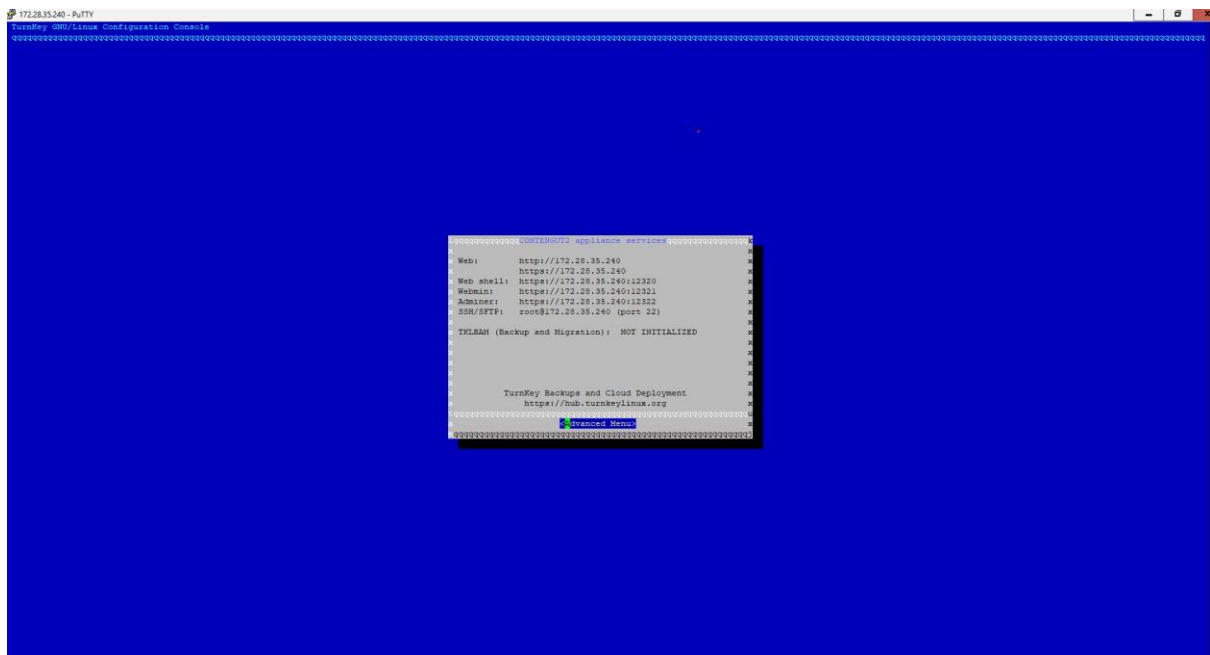 172.28.35.240 - PuTTY
TurnKey GNU/Linux Configuration Console
CONTENGUT2 appliance services
Web: http://172.28.35.240
https://172.28.35.240
Web shell: https://172.28.35.240:12320
Webmin: https://172.28.35.240:12321
Adminer: https://172.28.35.240:12322
SSH/SFTP: root@172.28.35.240 (port 22)
TKLBAM (Backup and Migration): NOT INITIALIZED
TurnKey Backups and Cloud Deployment
https://hub.turnkeylinux.org
<Advanced Menu>